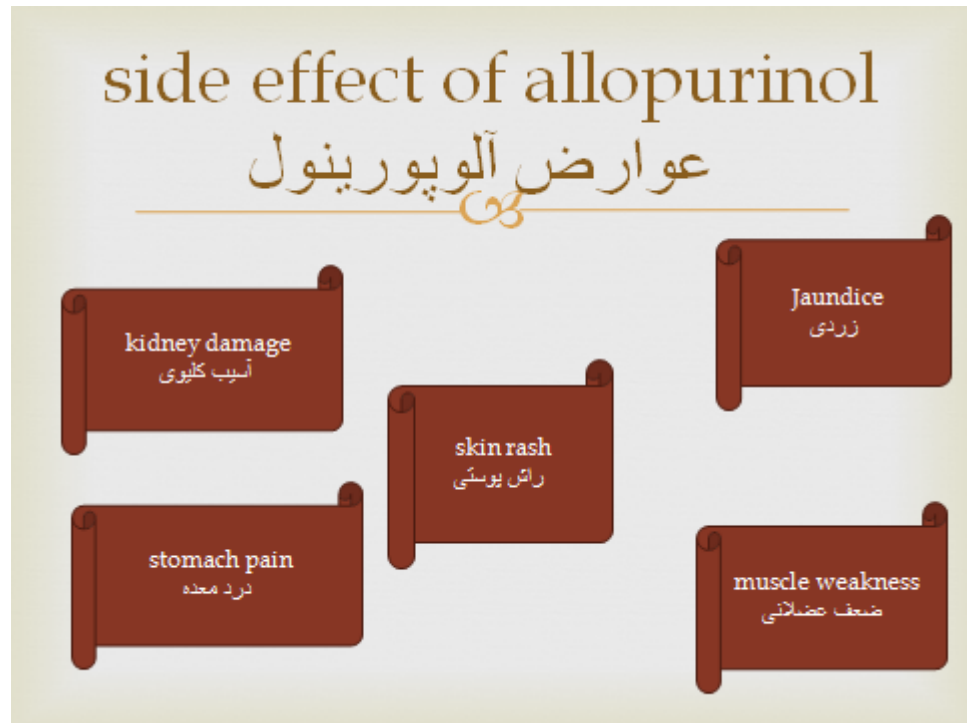 side effect of allopurinol
عوارض آلوپورینول
Jaundice
زردی
kidney damage
آسیب کلیوی
skin rash
راش پوستی
stomach pain
درد معده
muscle weakness
ضعف عضلانی